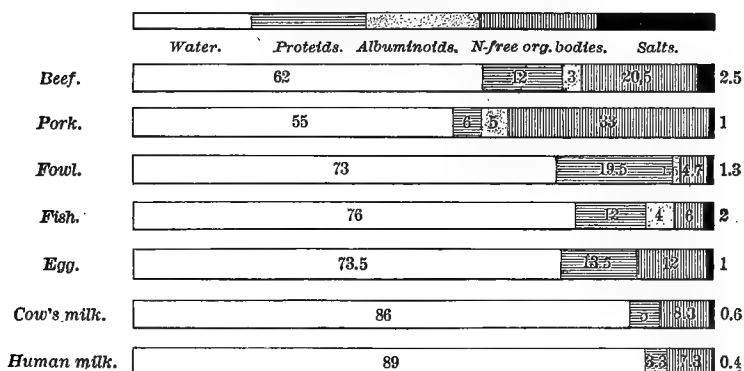 Water. Proteids. Albuminoids. N-free org. bodies. Salts.
Beef. 62 12 3 20.5 2.5
Pork. 55 6 5 33 1
Fowl. 73 19.5 1.5 4.7 1.3
Fish. 76 12 4 6 2
Egg. 73.5 13.5 12 1
Cow's milk. 86 5 8.3 0.6
Human milk. 89 3.3 7.3 0.4